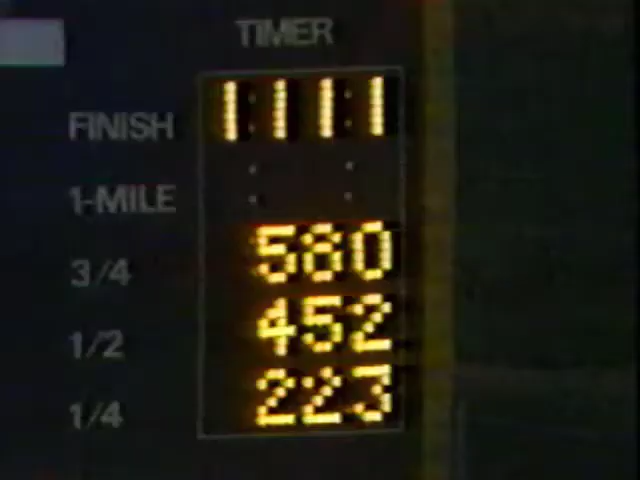 TIMER
FINISH 1:11:1
1-MILE : :
3/4 580
1/2 452
1/4 223